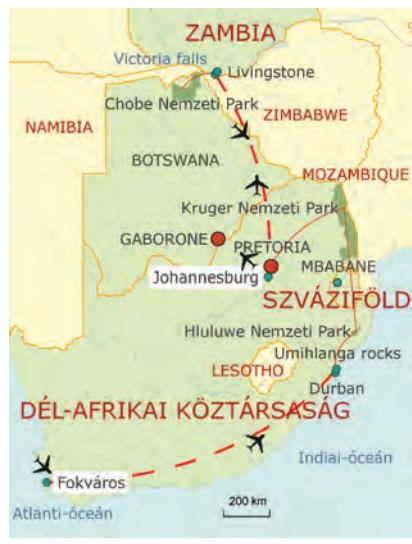 ZAMBIA
Victoria falls
Livingstone
Chobe Nemzeti Park
ZIMBABWE
NAMIBIA
BOTSWANA
MOZAMBIQUE
Kruger Nemzeti Park
GABORONE
PRETORIA
Johannesburg
MBABANE
SZVÁZIFÖLD
Hluluwe Nemzeti Park
Umihlanga rocks
LESOTHO
Durban
DÉL-AFRIKAI KÖZTÁRSASÁG
Indiai-óceán
Fokváros
200 km
Atlanti-óceán